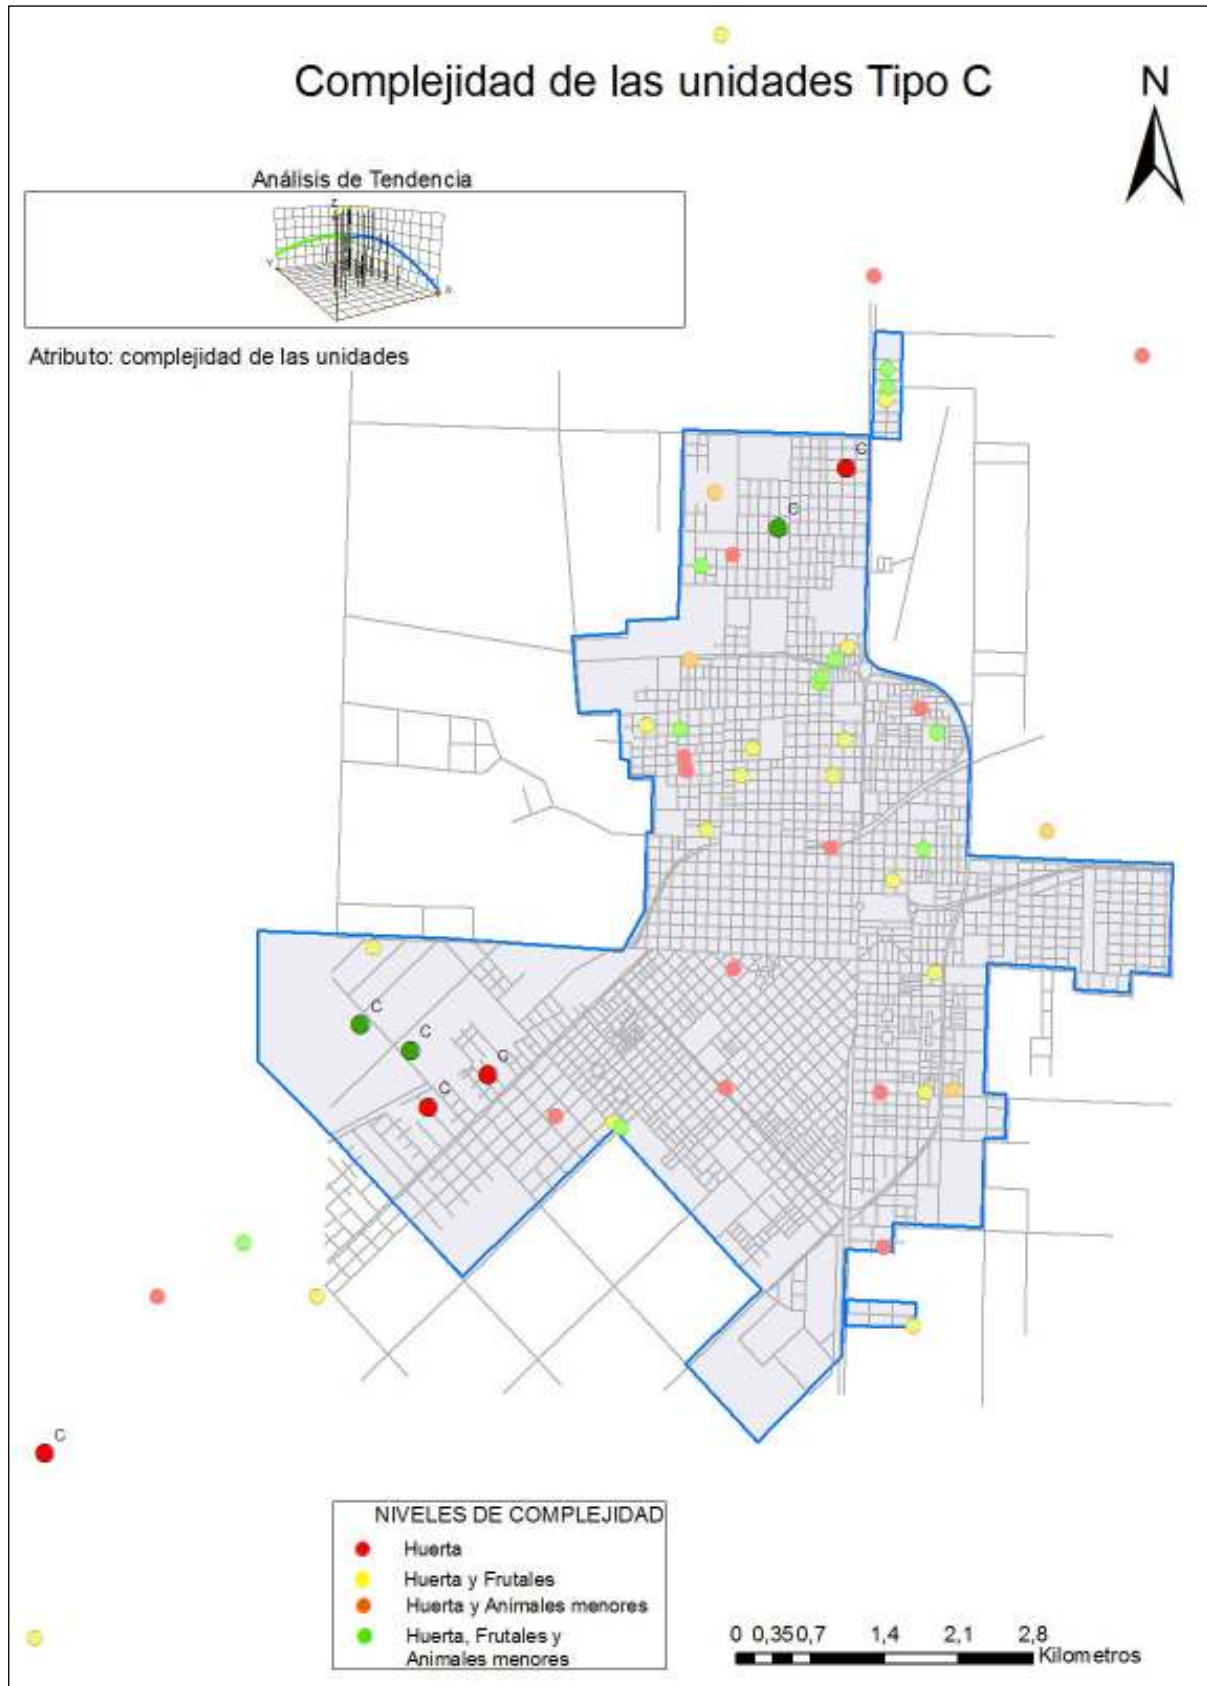 Complejidad de las unidades Tipo C
N
Análisis de Tendencia
Z
Y
X
Atributo: complejidad de las unidades
C
C
C
C
C
C
C
NIVELES DE COMPLEJIDAD
Huerta
Huerta y Frutales
Huerta y Animales menores
Huerta, Frutales y
Animales menores
0 0,35 0,7 1,4 2,1 2,8
Kilometros